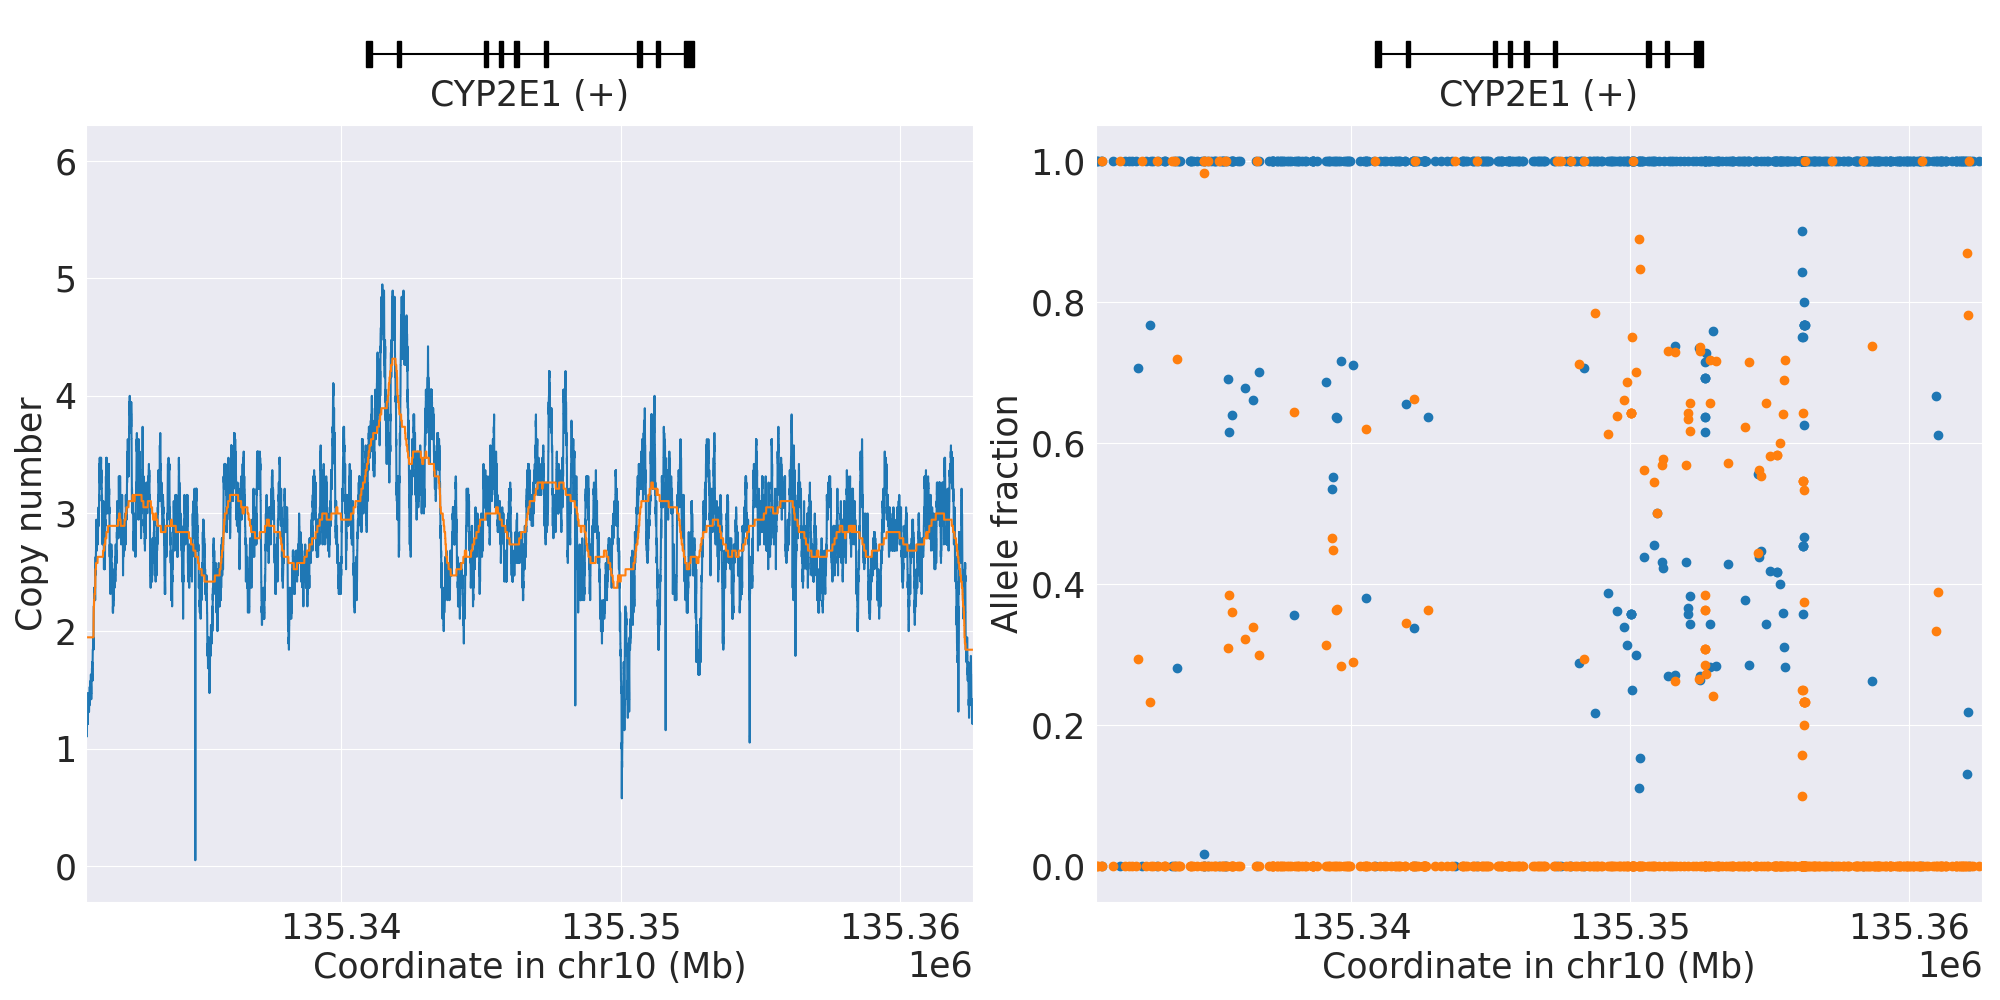 CYP2E1 (+)
6
5
4
3
2
1
0
Copy number
135.34
135.35
135.36
Coordinate in chr10 (Mb)
1e6
CYP2E1 (+)
1.0
0.8
0.6
0.4
0.2
0.0
Allele fraction
135.34
135.35
135.36
Coordinate in chr10 (Mb)
1e6